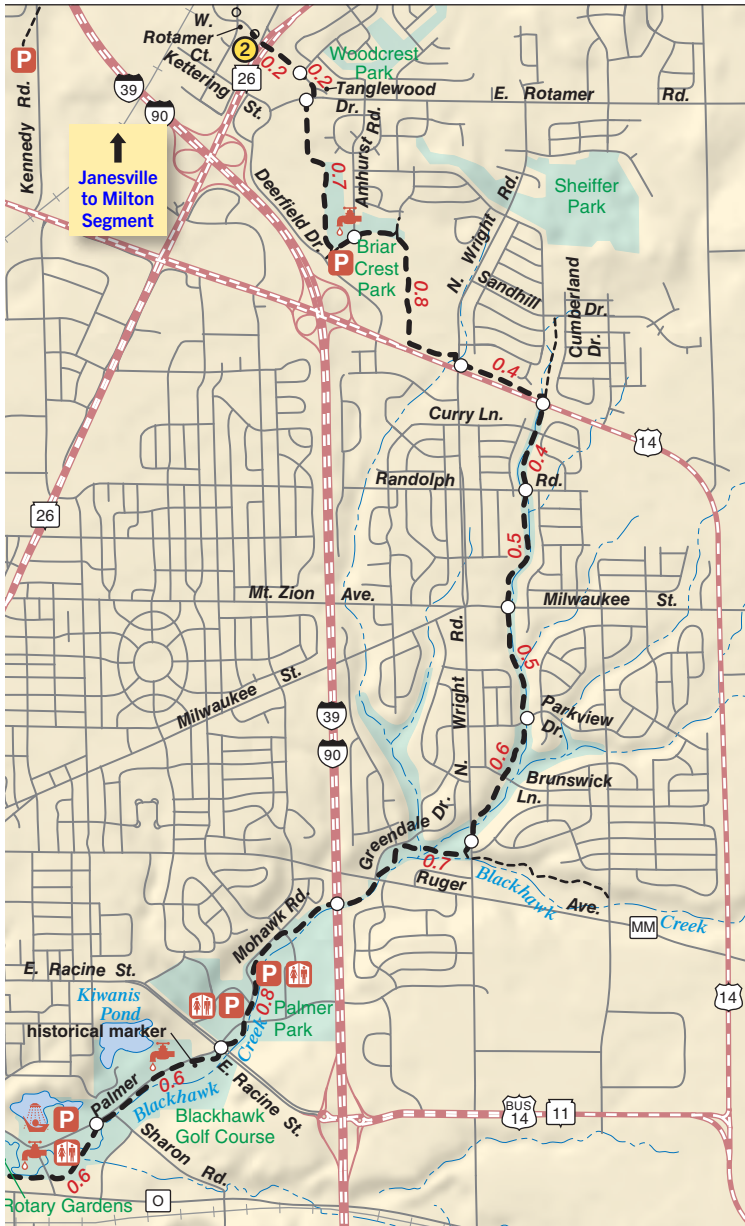 W.
Rotamer
Ct.
2
Kettering
St.
26
0.2
0.2
Woodcrest
Park
Tanglewood
Dr.
E. Rotamer Rd.
P
Kennedy Rd.
39
90
Janesville
to Milton
Segment
0.7
Amhurst Rd.
Deerfield Dr.
P
Briar
Crest
Park
0.8
N. Wright Rd.
Sheiffer
Park
Sandhill Dr.
Cumberland
Dr.
0.4
Curry Ln.
14
0.4
Randolph Rd.
26
0.5
Mt. Zion Ave.
Milwaukee St.
0.5
Milwaukee St.
N. Wright Rd.
Parkview
Dr.
39
90
0.6
Brunswick
Ln.
Greendale Dr.
0.7
Ruger Ave.
Blackhawk Creek
MM
Mohawk Rd.
E. Racine St.
P
P
0.8
Palmer
Park
14
Kiwanis
Pond
historical marker
Creek
E. Racine St.
0.6
Blackhawk
Palmer
Blackhawk
Golf Course
BUS
14
11
P
Sharon Rd.
0.6
Rotary Gardens
O